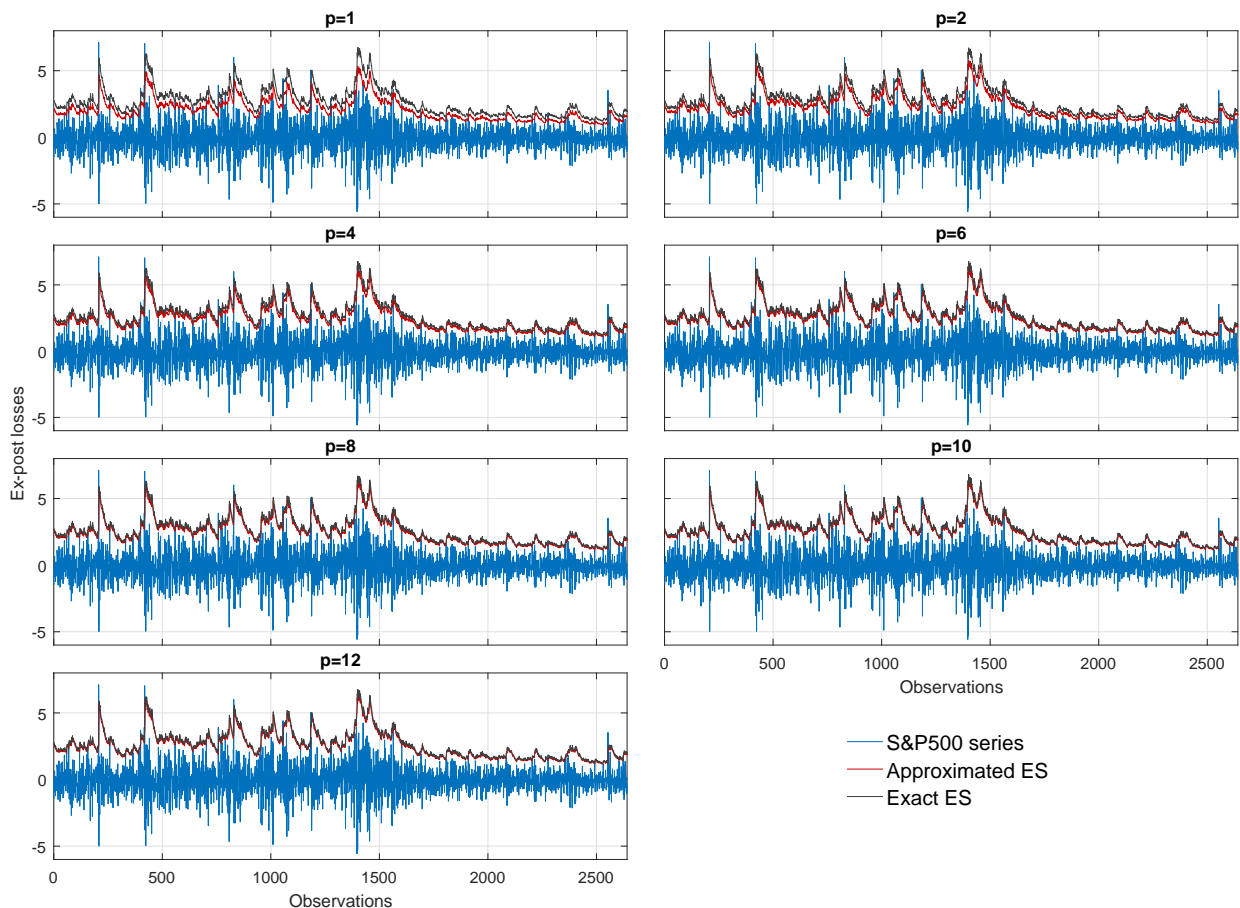 p=1
5
0
-5
p=2
p=4
5
0
-5
p=6
Ex-post losses
p=8
5
0
-5
p=10
0 500 1000 1500 2000 2500
Observations
p=12
5
0
-5
0 500 1000 1500 2000 2500
Observations
S&P500 series
Approximated ES
Exact ES